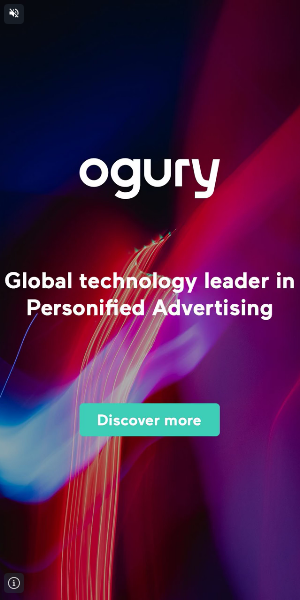 ogury
Global technology leader in
Personified Advertising
Discover more